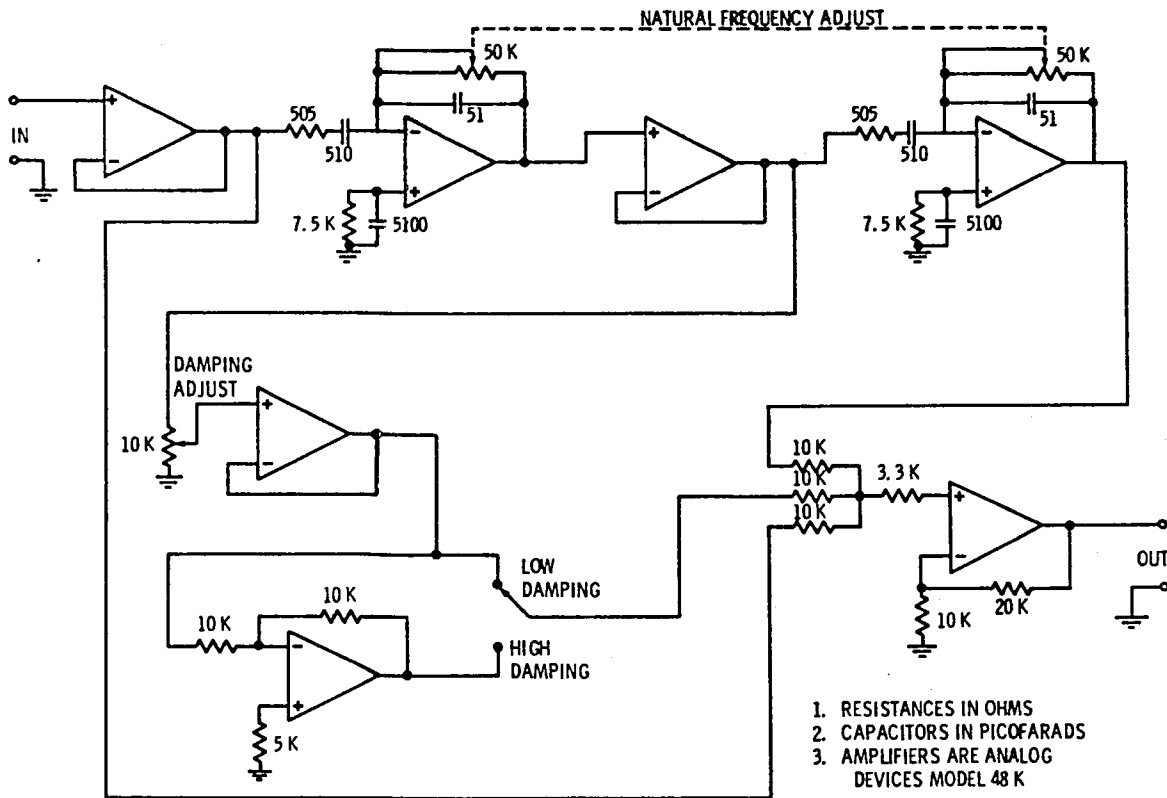 NATURAL FREQUENCY ADJUST
50 K
50 K
505
510
51
505
510
51
IN
+
-
-
+
+
-
-
+
7.5 K
5100
7.5 K
5100
DAMPING
ADJUST
10 K
+
-
10 K
10 K
10 K
3.3 K
+
-
OUT
20 K
10 K
LOW
DAMPING
10 K
10 K
-
+
HIGH
DAMPING
5 K
1. RESISTANCES IN OHMS
2. CAPACITORS IN PICOFARADS
3. AMPLIFIERS ARE ANALOG
DEVICES MODEL 48 K